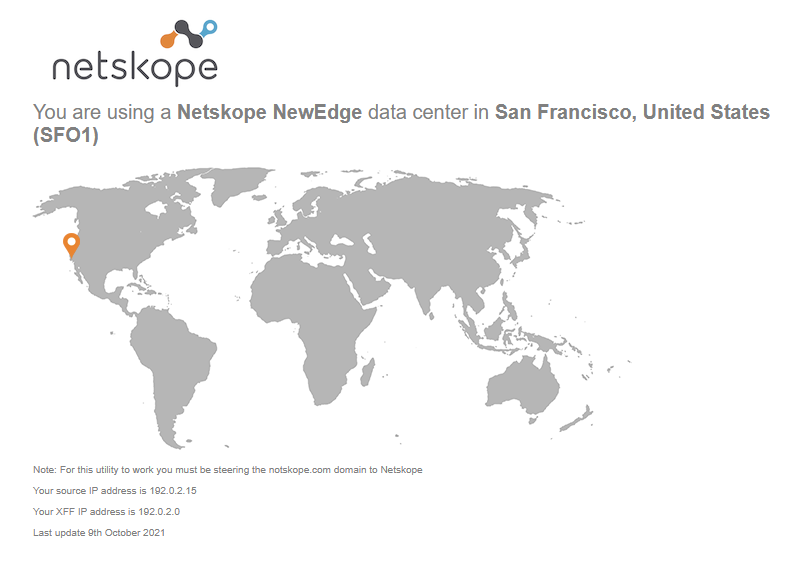 netskope
You are using a Netskope NewEdge data center in San Francisco, United States
(SFO1)
Note: For this utility to work you must be steering the notskope.com domain to Netskope
Your source IP address is 192.0.2.15
Your XFF IP address is 192.0.2.0
Last update 9th October 2021